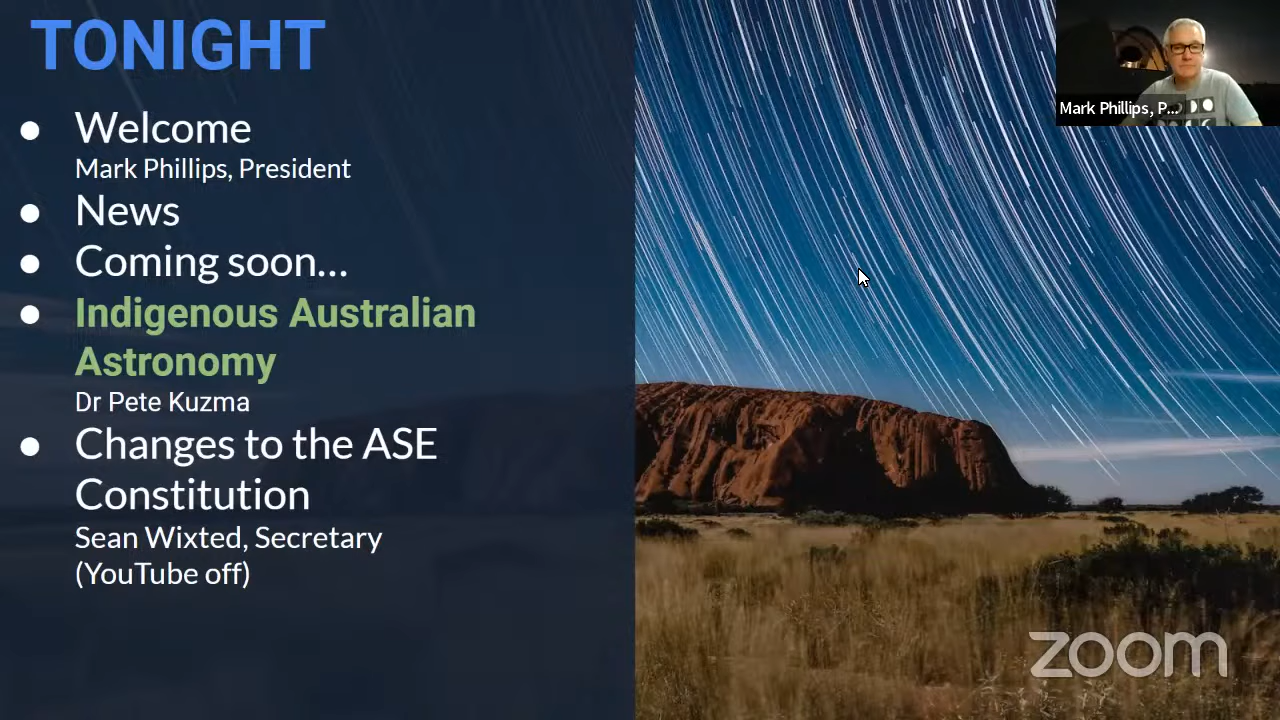 TONIGHT
● Welcome
Mark Phillips, President
● News
● Coming soon...
● Indigenous Australian
Astronomy
Dr Pete Kuzma
● Changes to the ASE
Constitution
Sean Wixted, Secretary
(YouTube off)
Mark Phillips, P...
zoom